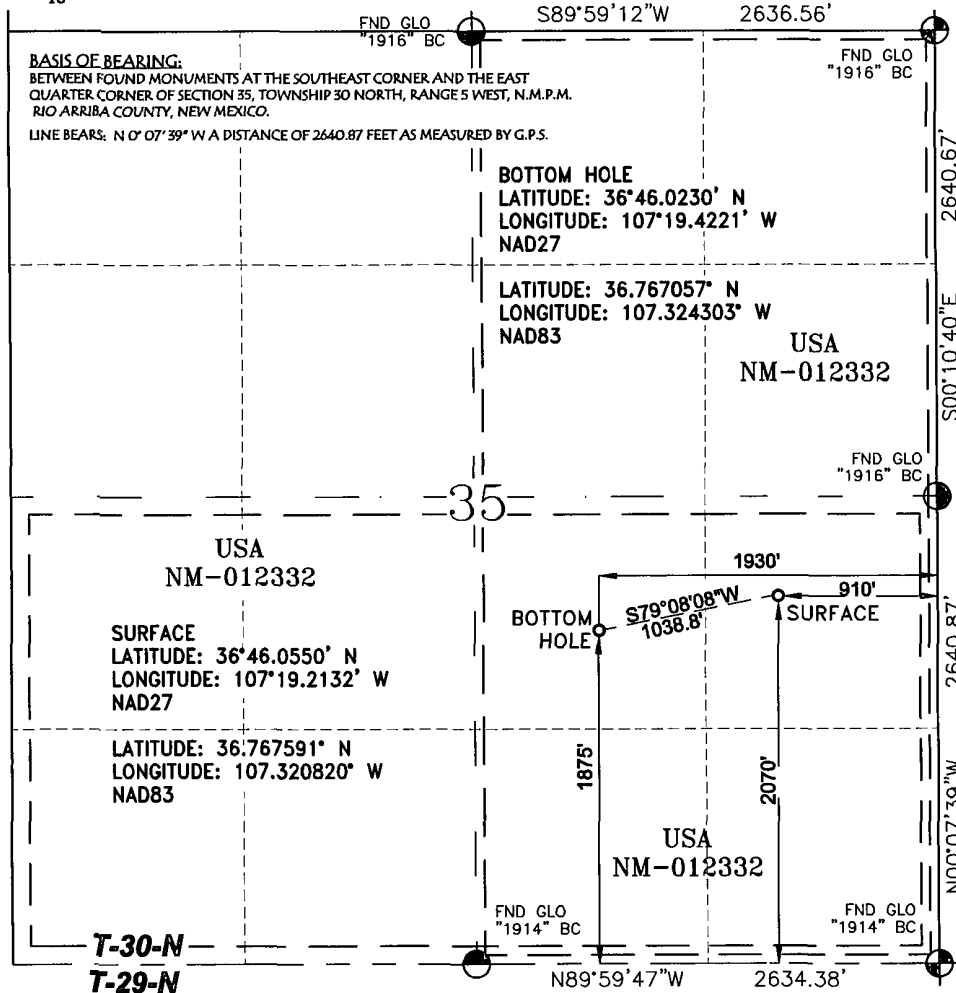 S89°59'12"W 2636.56'
FND GLO
"1916" BC
FND GLO
"1916" BC
BASIS OF BEARING:
BETWEEN FOUND MONUMENTS AT THE SOUTHEAST CORNER AND THE EAST
QUARTER CORNER OF SECTION 35, TOWNSHIP 30 NORTH, RANGE 5 WEST, N.M.P.M.
RIO ARRIBA COUNTY, NEW MEXICO.
LINE BEARS: N 0° 07' 39" W A DISTANCE OF 2640.87 FEET AS MEASURED BY G.P.S.
2640.67'
BOTTOM HOLE
LATITUDE: 36°46.0230' N
LONGITUDE: 107°19.4221' W
NAD27
LATITUDE: 36.767057° N
LONGITUDE: 107.324303° W
NAD83
USA
NM-012332
S00°10'40"E
FND GLO
"1916" BC
35
USA
NM-012332
1930'
910'
S79°08'08"W
1038.8'
BOTTOM
HOLE
SURFACE
2640.87'
SURFACE
LATITUDE: 36°46.0550' N
LONGITUDE: 107°19.2132' W
NAD27
LATITUDE: 36.767591° N
LONGITUDE: 107.320820° W
NAD83
1875'
2070'
N00°07'39"W
USA
NM-012332
FND GLO
"1914" BC
FND GLO
"1914" BC
T-30-N
T-29-N
N89°59'47"W 2634.38'